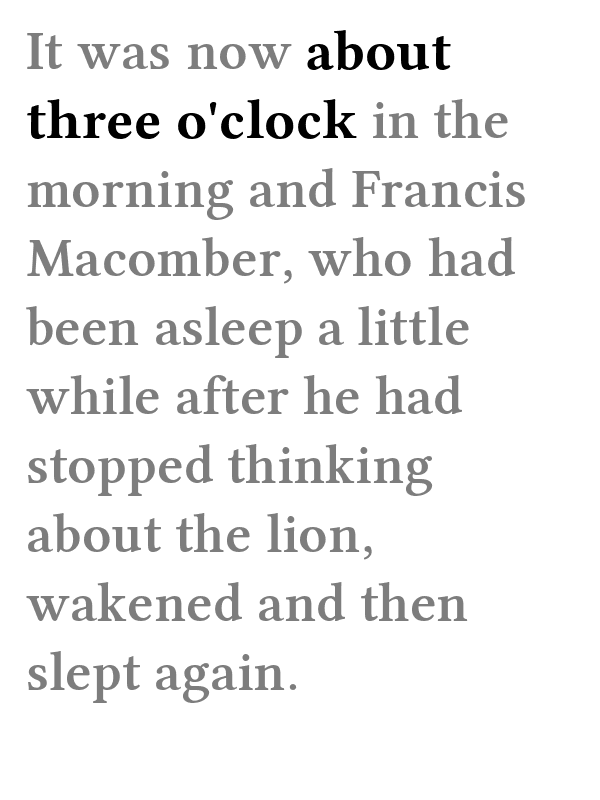 It was now about
three o'clock in the
morning and Francis
Macomber, who had
been asleep a little
while after he had
stopped thinking
about the lion,
wakened and then
slept again.